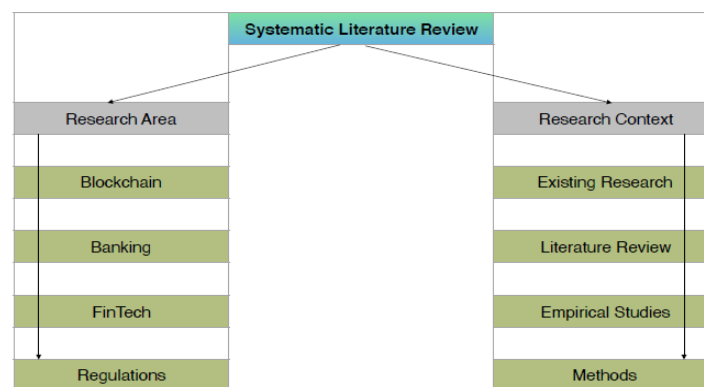 Systematic Literature Review
Research Area
Research Context
Blockchain
Existing Research
Banking
Literature Review
FinTech
Empirical Studies
Regulations
Methods